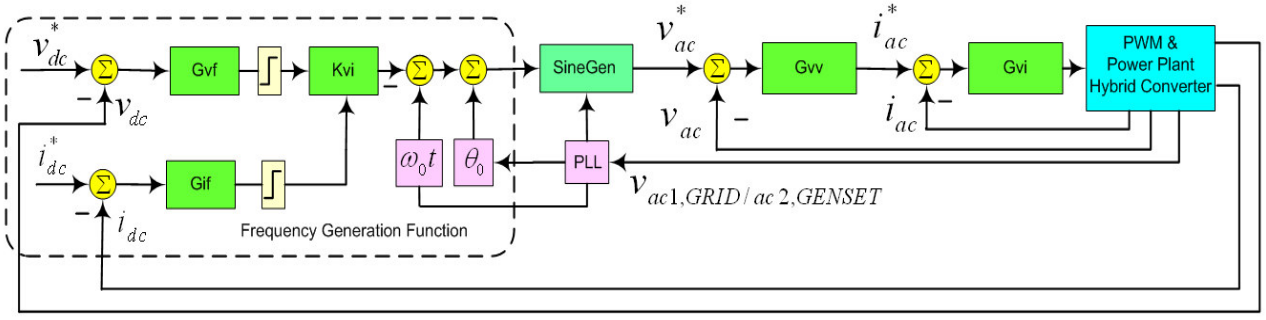 v*dc
Σ
Gvf
Kvi
Σ
Σ
SineGen
v*ac
Σ
Gvv
i*ac
Σ
Gvi
PWM &
Power Plant
Hybrid Converter
−
vdc
−
vac
−
iac
−
i*dc
Σ
Gif
ω0t
θ0
PLL
vac1,GRID/ac2,GENSET
−
idc
Frequency Generation Function